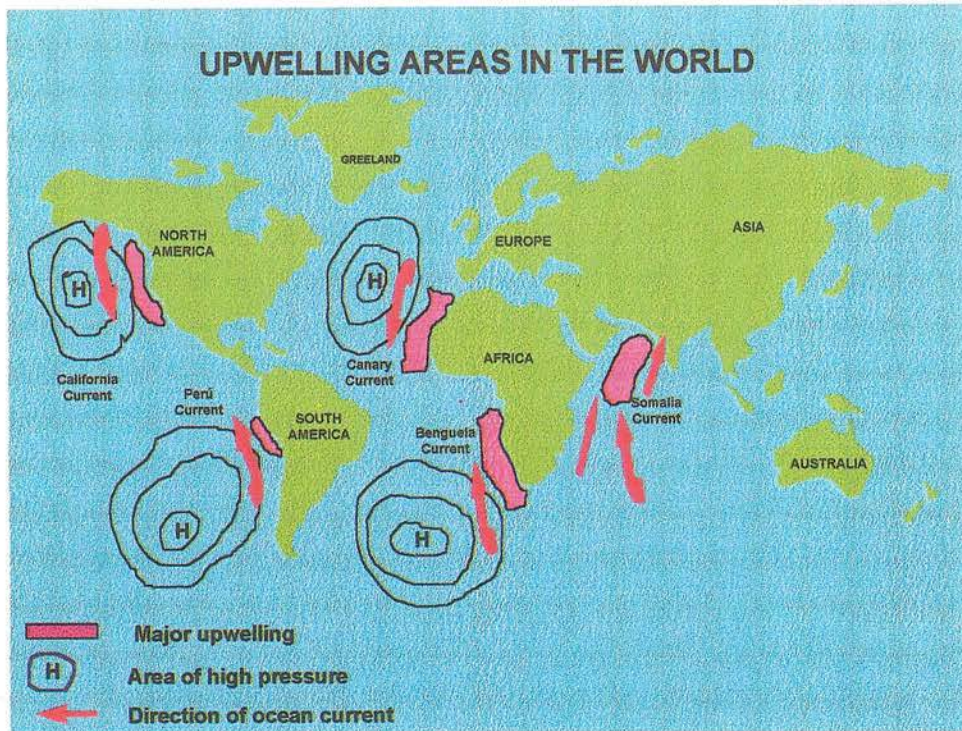 UPWELLING AREAS IN THE WORLD
GREELAND
NORTH
AMERICA
EUROPE
ASIA
H
H
California
Current
Canary
Current
AFRICA
Perú
Current
SOUTH
AMERICA
Benguela
Current
Somalia
Current
AUSTRALIA
H
H
Major upwelling
H
Area of high pressure
Direction of ocean current